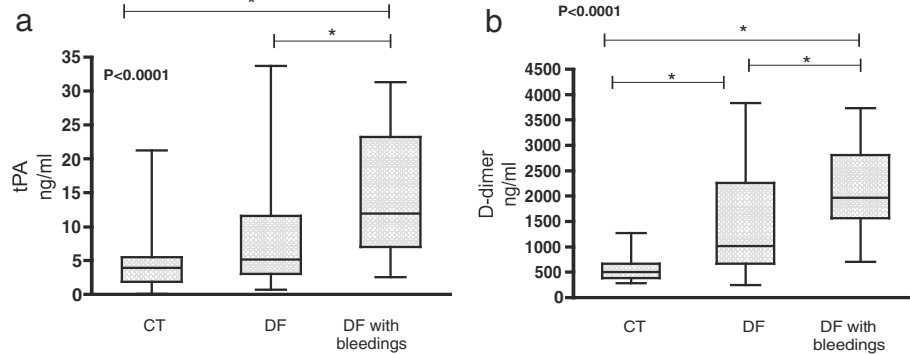 a
*
*
P<0.0001
35
30
25
20
15
10
5
0
tPA
ng/ml
CT
DF
DF with
bleedings
b
P<0.0001
*
*
*
4500
4000
3500
3000
2500
2000
1500
1000
500
0
D-dimer
ng/ml
CT
DF
DF with
bleedings